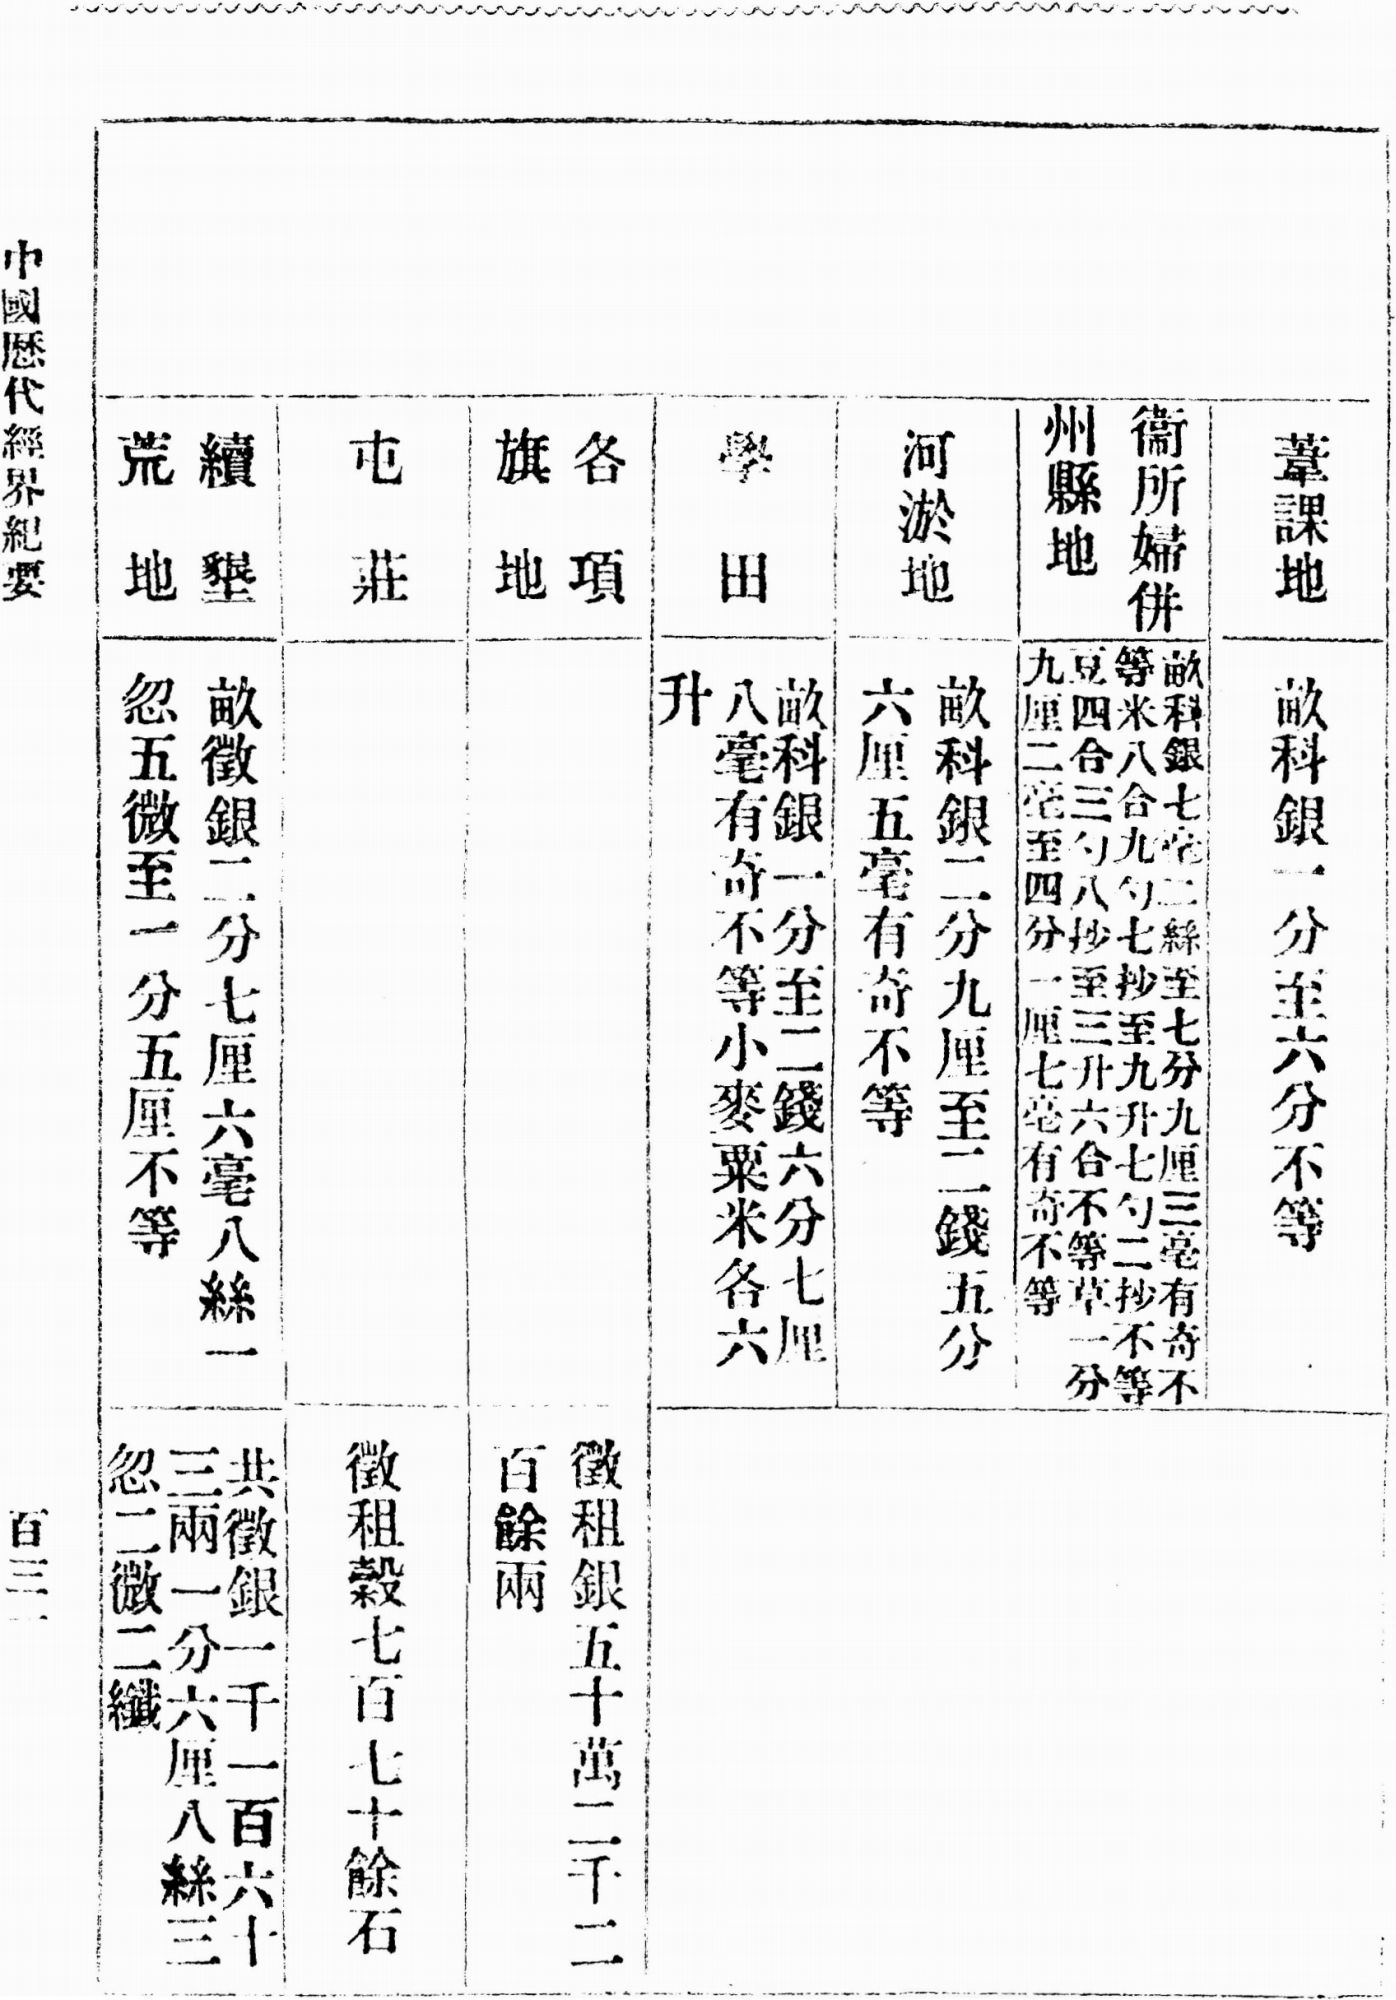 葦課地
畝科銀一分至六分不等
衞所婦併
州縣地
畝科銀七毫二絲至七分九厘三毫有奇不
等米八合九勺七抄至九升七勺二抄不等
豆四合三勺八抄至三升六合不等草一分
九厘二毫至四分一厘七毫有奇不等
河淤地
畝科銀二分九厘至二錢五分
六厘五毫有奇不等
學田
畝科銀一分至二錢六分七厘
八毫有奇不等小麥粟米各六
升
各項
旗地
徵租銀五十萬二千二
百餘兩
屯莊
徵租穀七百七十餘石
續墾
荒地
畝徵銀二分七厘六毫八絲一
忽五微至一分五厘不等
共徵銀一千一百六十
三兩一分六厘八絲三
忽二微二纖
中國歷代經界紀要
百三一